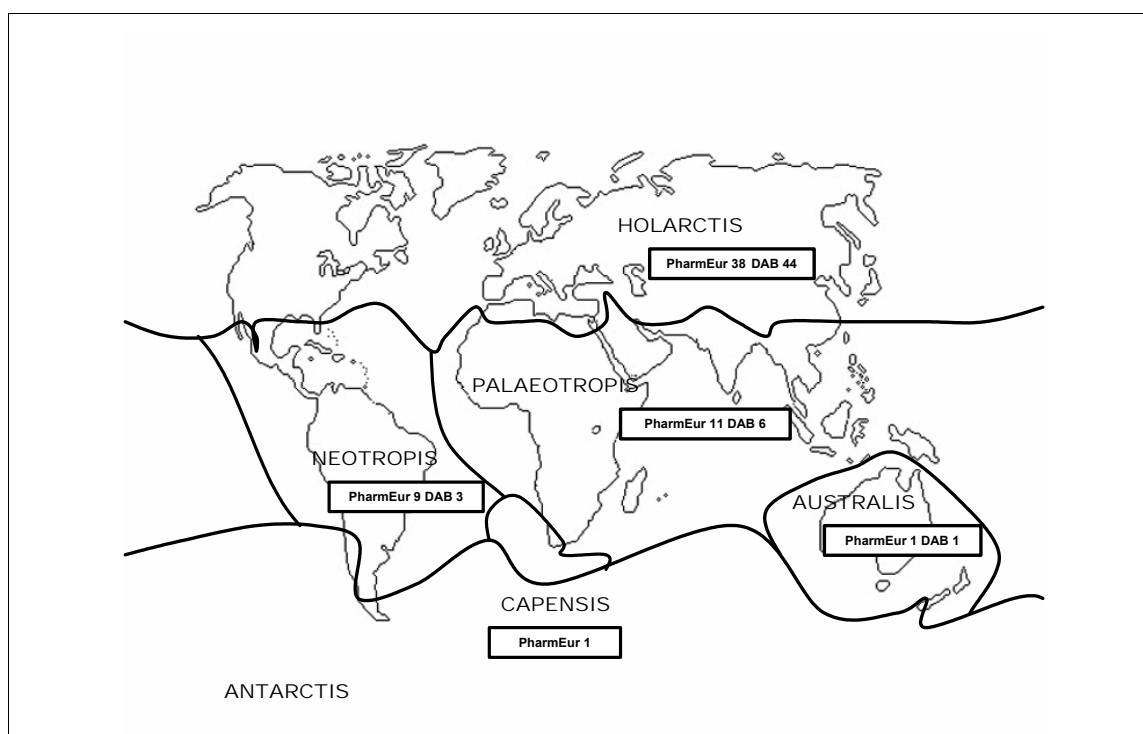 HOLARCTIS
PharmEur 38 DAB 44
PALAEOTROPIS
PharmEur 11 DAB 6
NEOTROPIS
PharmEur 9 DAB 3
AUSTRALIS
PharmEur 1 DAB 1
CAPENSIS
PharmEur 1
ANTARCTIS